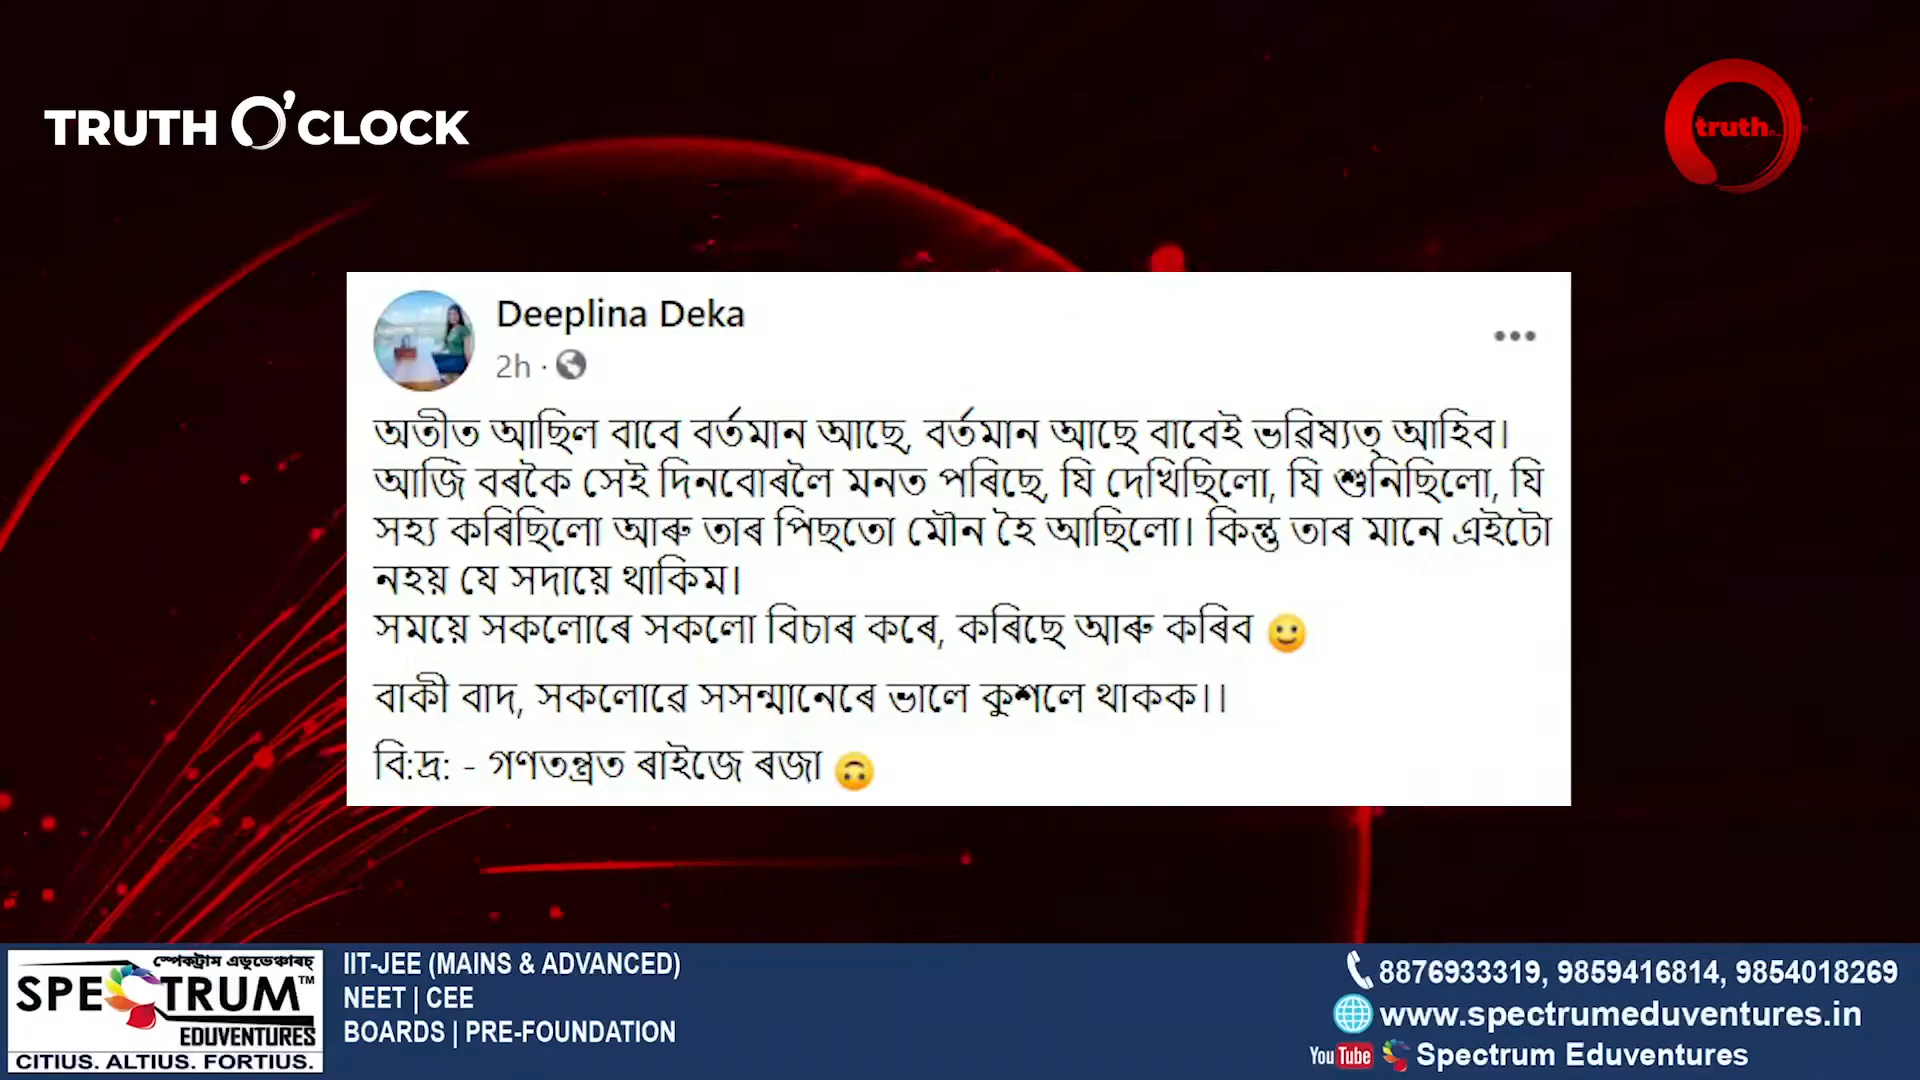 TRUTH O'CLOCK
truth
Deeplina Deka
2h ·
অতীত আছিল বাবে বৰ্তমান আছে, বৰ্তমান আছে বাবেই ভৱিষ্যত্ আহিব।
আজি বৰকৈ সেই দিনবোৰলৈ মনত পৰিছে, যি দেখিছিলো, যি শুনিছিলো, যি
সহ্য কৰিছিলো আৰু তাৰ পিছতো মৌন হৈ আছিলো। কিন্তু তাৰ মানে এইটো
নহয় যে সদায়ে থাকিম।
সময়ে সকলোৰে সকলো বিচাৰ কৰে, কৰিছে আৰু কৰিব 🙂
বাকী বাদ, সকলোৱে সসন্মানেৰে ভালে কুশলে থাকক।।
বি:দ্ৰ: - গণতন্ত্ৰত ৰাইজে ৰজা 🙃
স্পেকট্ৰাম এডুভেঞ্চাৰছ্
SPECTRUM™
EDUVENTURES
CITIUS. ALTIUS. FORTIUS.
IIT-JEE (MAINS & ADVANCED)
NEET | CEE
BOARDS | PRE-FOUNDATION
8876933319, 9859416814, 9854018269
www.spectrumeduventures.in
YouTube Spectrum Eduventures